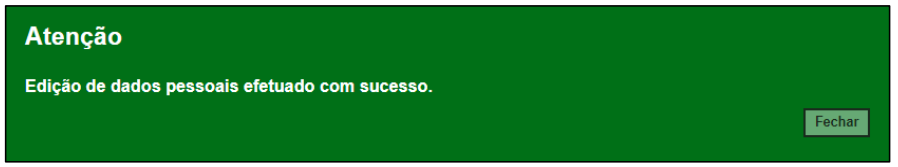 Atenção
Edição de dados pessoais efetuado com sucesso.
Fechar